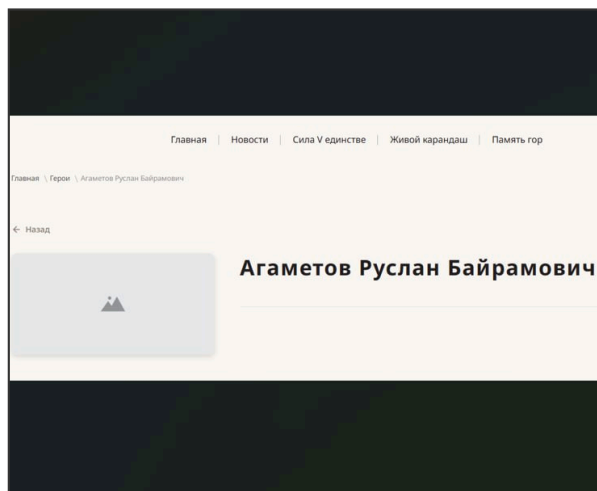 Главная | Новости | Сила V единстве | Живой карандаш | Память гор
Главная \ Герои \ Агаметов Руслан Байрамович
← Назад
Агаметов Руслан Байрамович